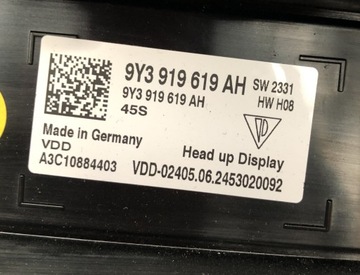 9Y3 919 619 AH SW 2331
9Y3 919 619 AH HW H08
45S
Made in Germany
VDD Head up Display
A3C10884403 VDD-02405.06.2453020092